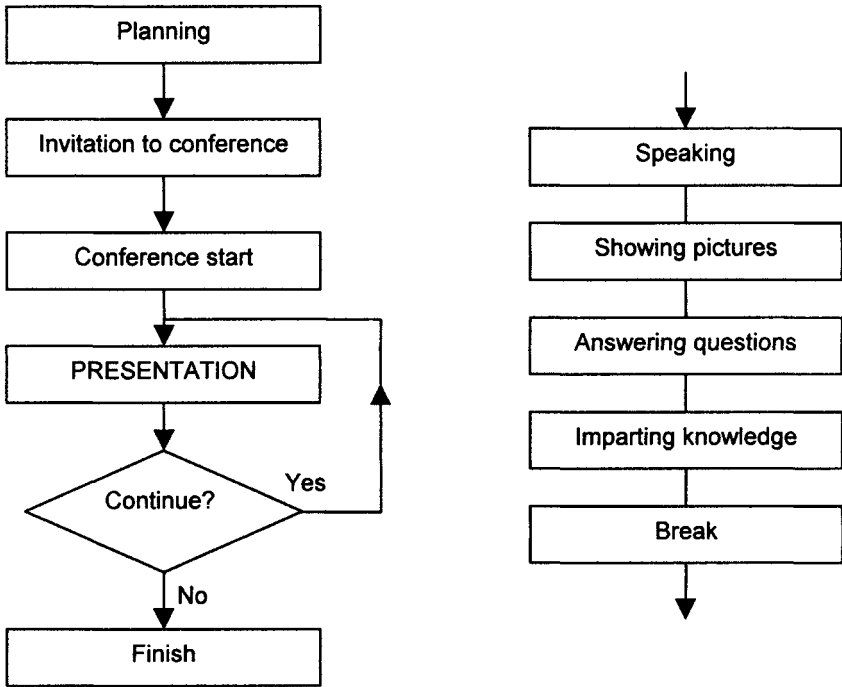 Planning
Invitation to conference
Conference start
PRESENTATION
Continue?
Yes
No
Finish
Speaking
Showing pictures
Answering questions
Imparting knowledge
Break